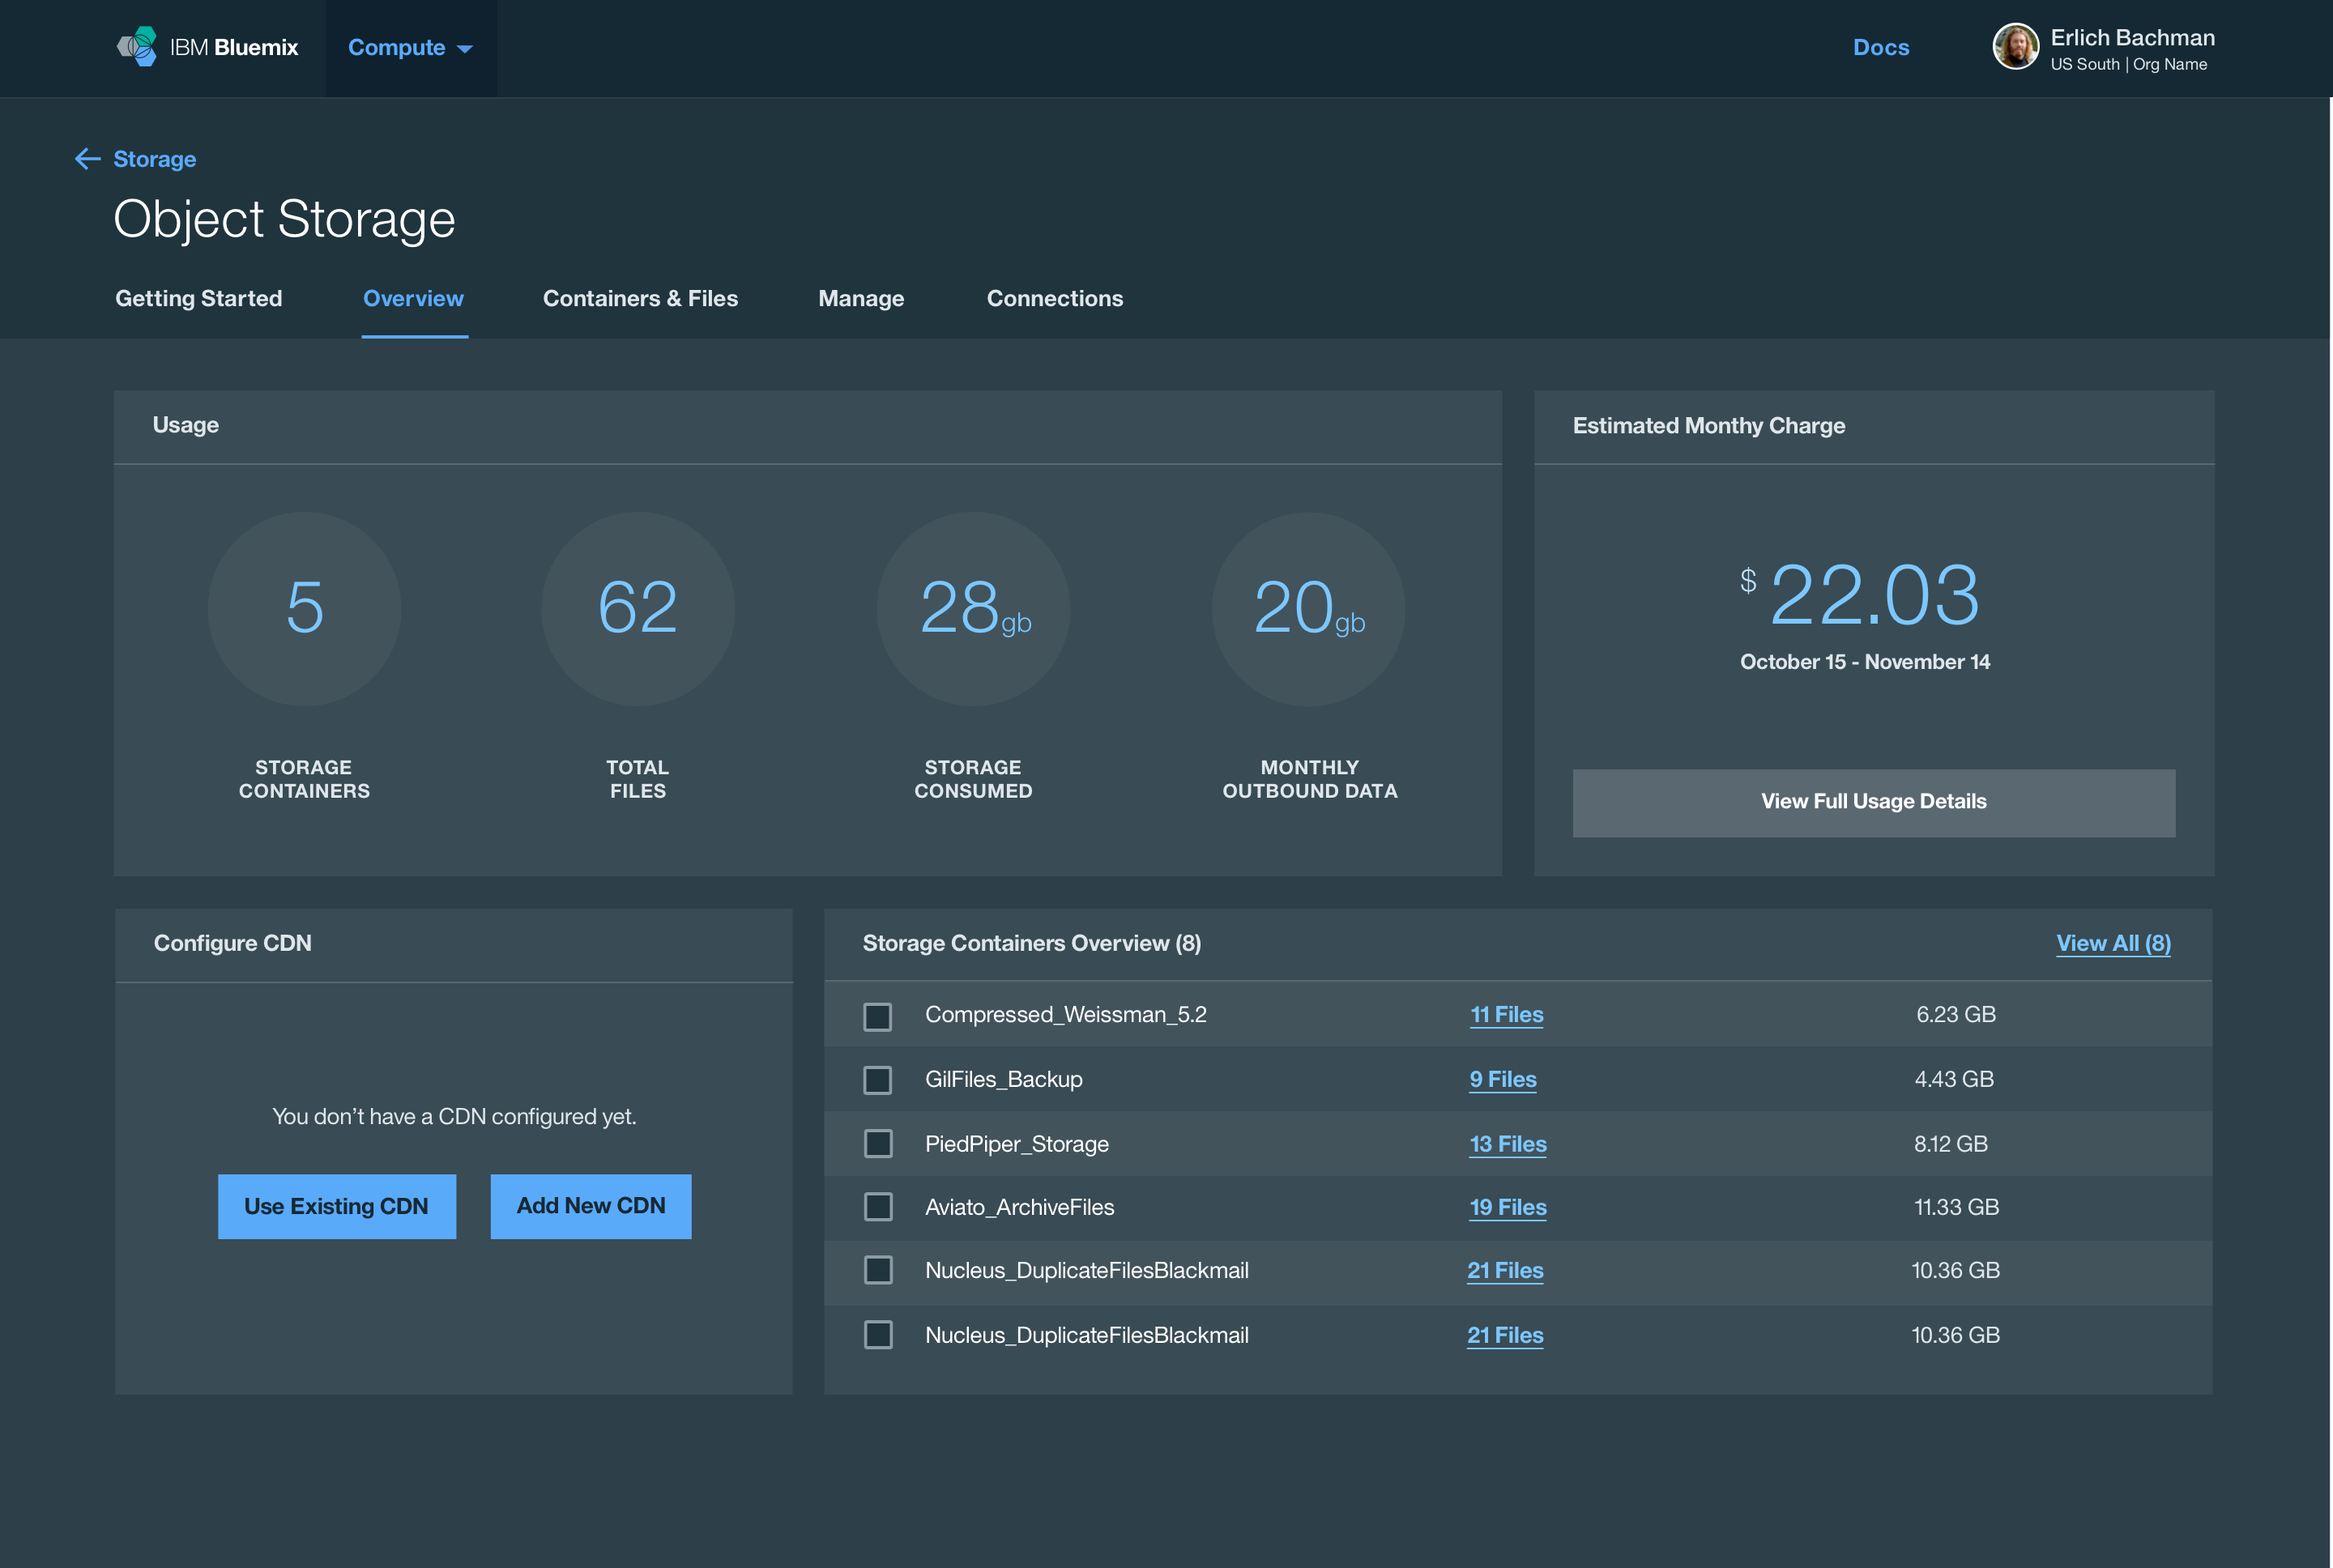 IBM Bluemix
Compute
Docs
Erlich Bachman
US South | Org Name
Storage
Object Storage
Getting Started
Overview
Containers & Files
Manage
Connections
Usage
5
62
28gb
20gb
STORAGE
CONTAINERS
TOTAL
FILES
STORAGE
CONSUMED
MONTHLY
OUTBOUND DATA
Estimated Monthy Charge
$22.03
October 15 - November 14
View Full Usage Details
Configure CDN
You don’t have a CDN configured yet.
Use Existing CDN
Add New CDN
Storage Containers Overview (8)
View All (8)
Compressed_Weissman_5.2 11 Files 6.23 GB
GilFiles_Backup 9 Files 4.43 GB
PiedPiper_Storage 13 Files 8.12 GB
Aviato_ArchiveFiles 19 Files 11.33 GB
Nucleus_DuplicateFilesBlackmail 21 Files 10.36 GB
Nucleus_DuplicateFilesBlackmail 21 Files 10.36 GB